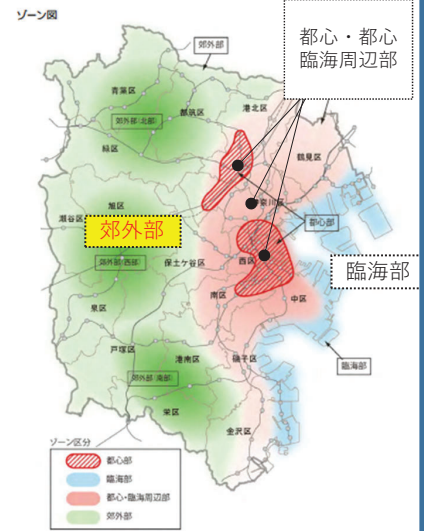 ゾーン図
郊外部
都心・都心
臨海周辺部
青葉区
都筑区
港北区
郊外部(北部)
緑区
鶴見区
旭区
神奈川区
瀬谷区
郊外部
都心部
郊外部(西部)
保土ケ谷区
西区
臨海部
泉区
南区
中区
戸塚区
港南区
磯子区
臨海部
郊外部(南部)
栄区
金沢区
ゾーン区分
都心部
臨海部
都心・臨海周辺部
郊外部